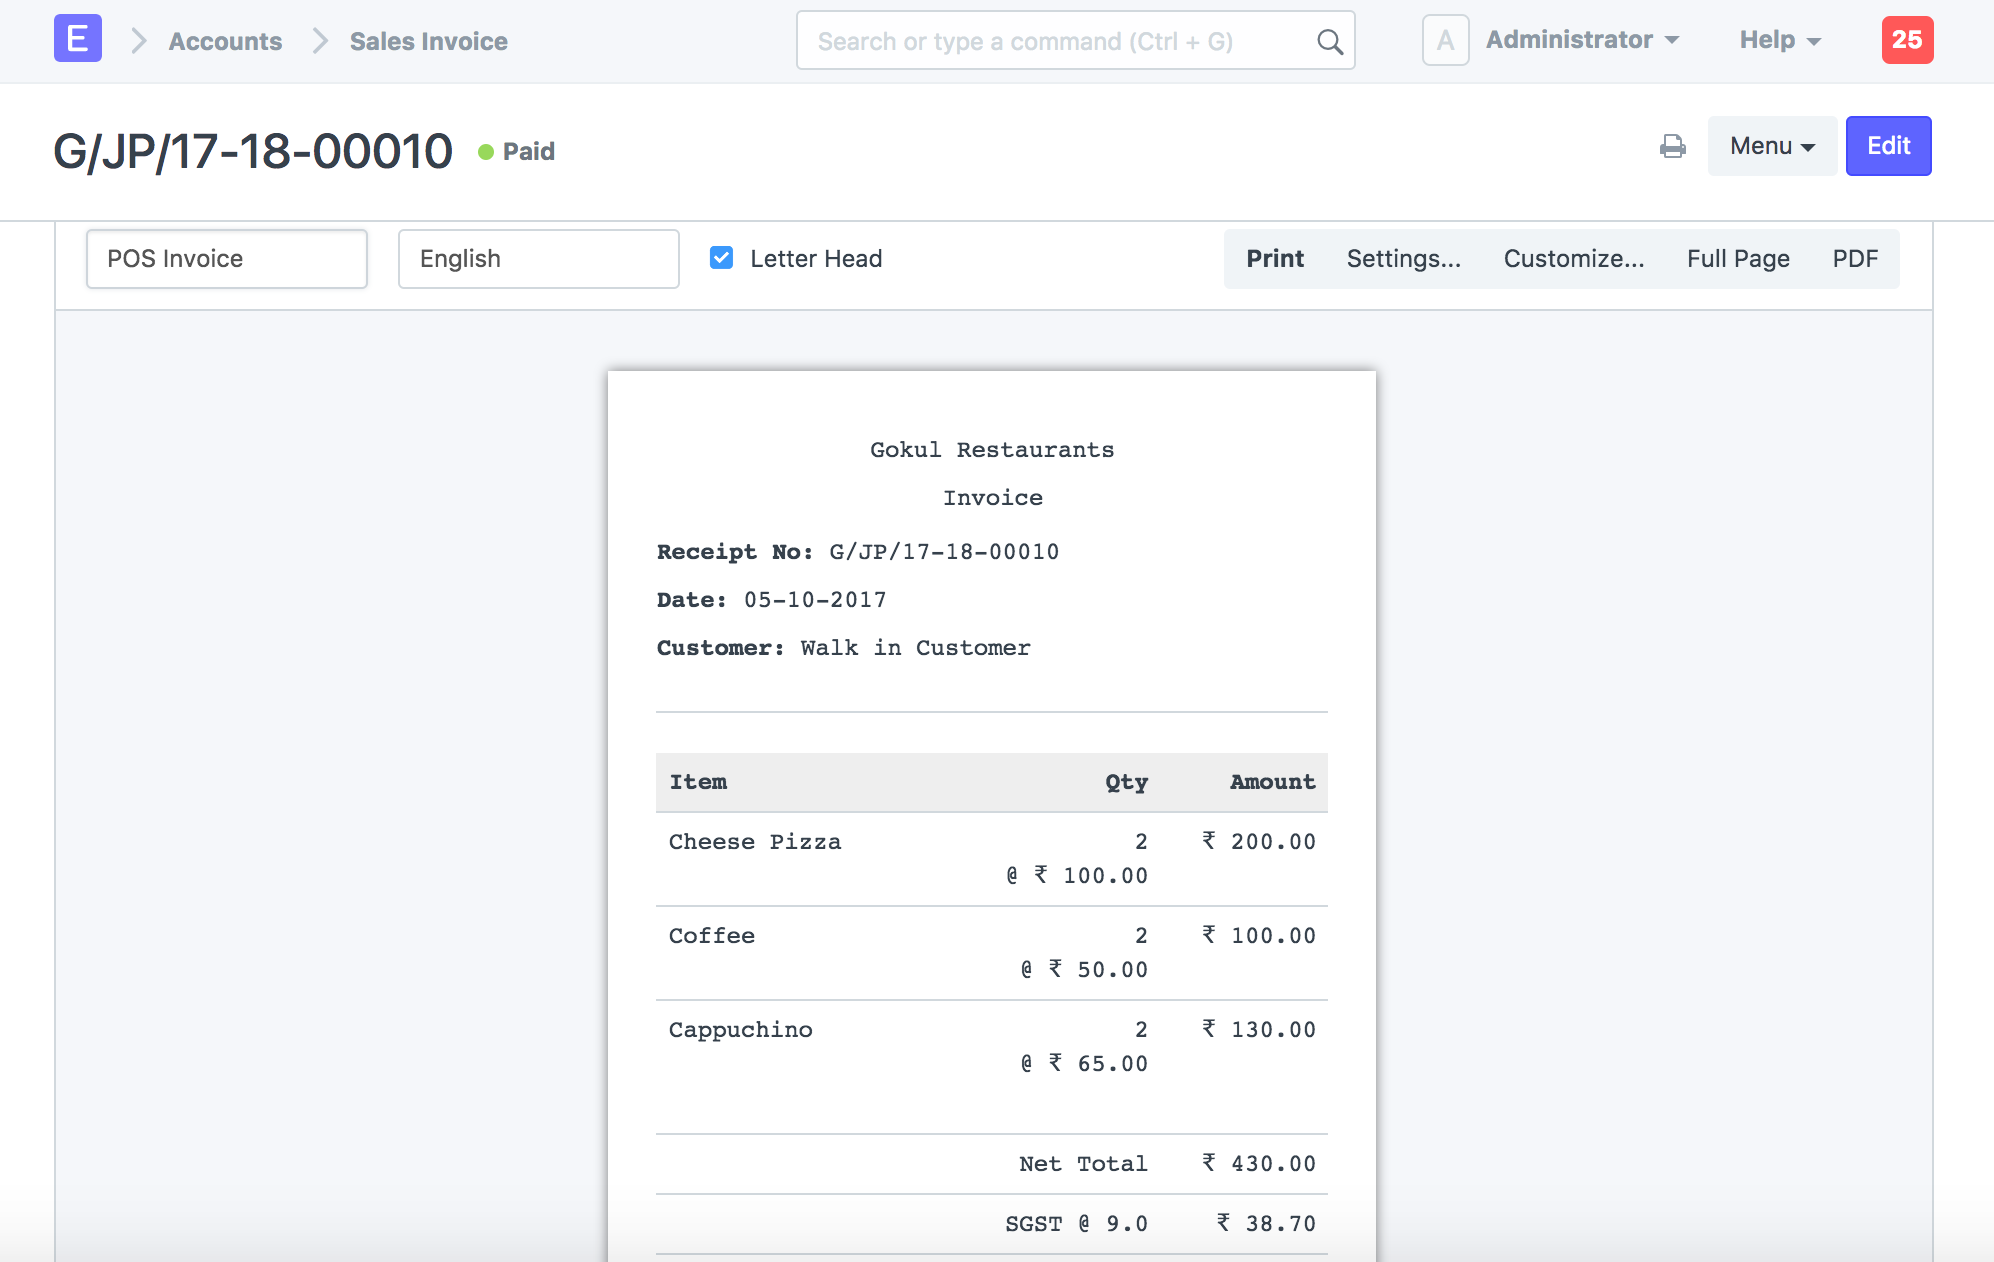 E Accounts Sales Invoice Search or type a command (Ctrl + G) A Administrator Help 25
G/JP/17-18-00010 Paid Menu Edit
POS Invoice English Letter Head Print Settings... Customize... Full Page PDF
Gokul Restaurants
Invoice
Receipt No: G/JP/17-18-00010
Date: 05-10-2017
Customer: Walk in Customer
Item Qty Amount
Cheese Pizza 2 ₹ 200.00
@ ₹ 100.00
Coffee 2 ₹ 100.00
@ ₹ 50.00
Cappuchino 2 ₹ 130.00
@ ₹ 65.00
Net Total ₹ 430.00
SGST @ 9.0 ₹ 38.70